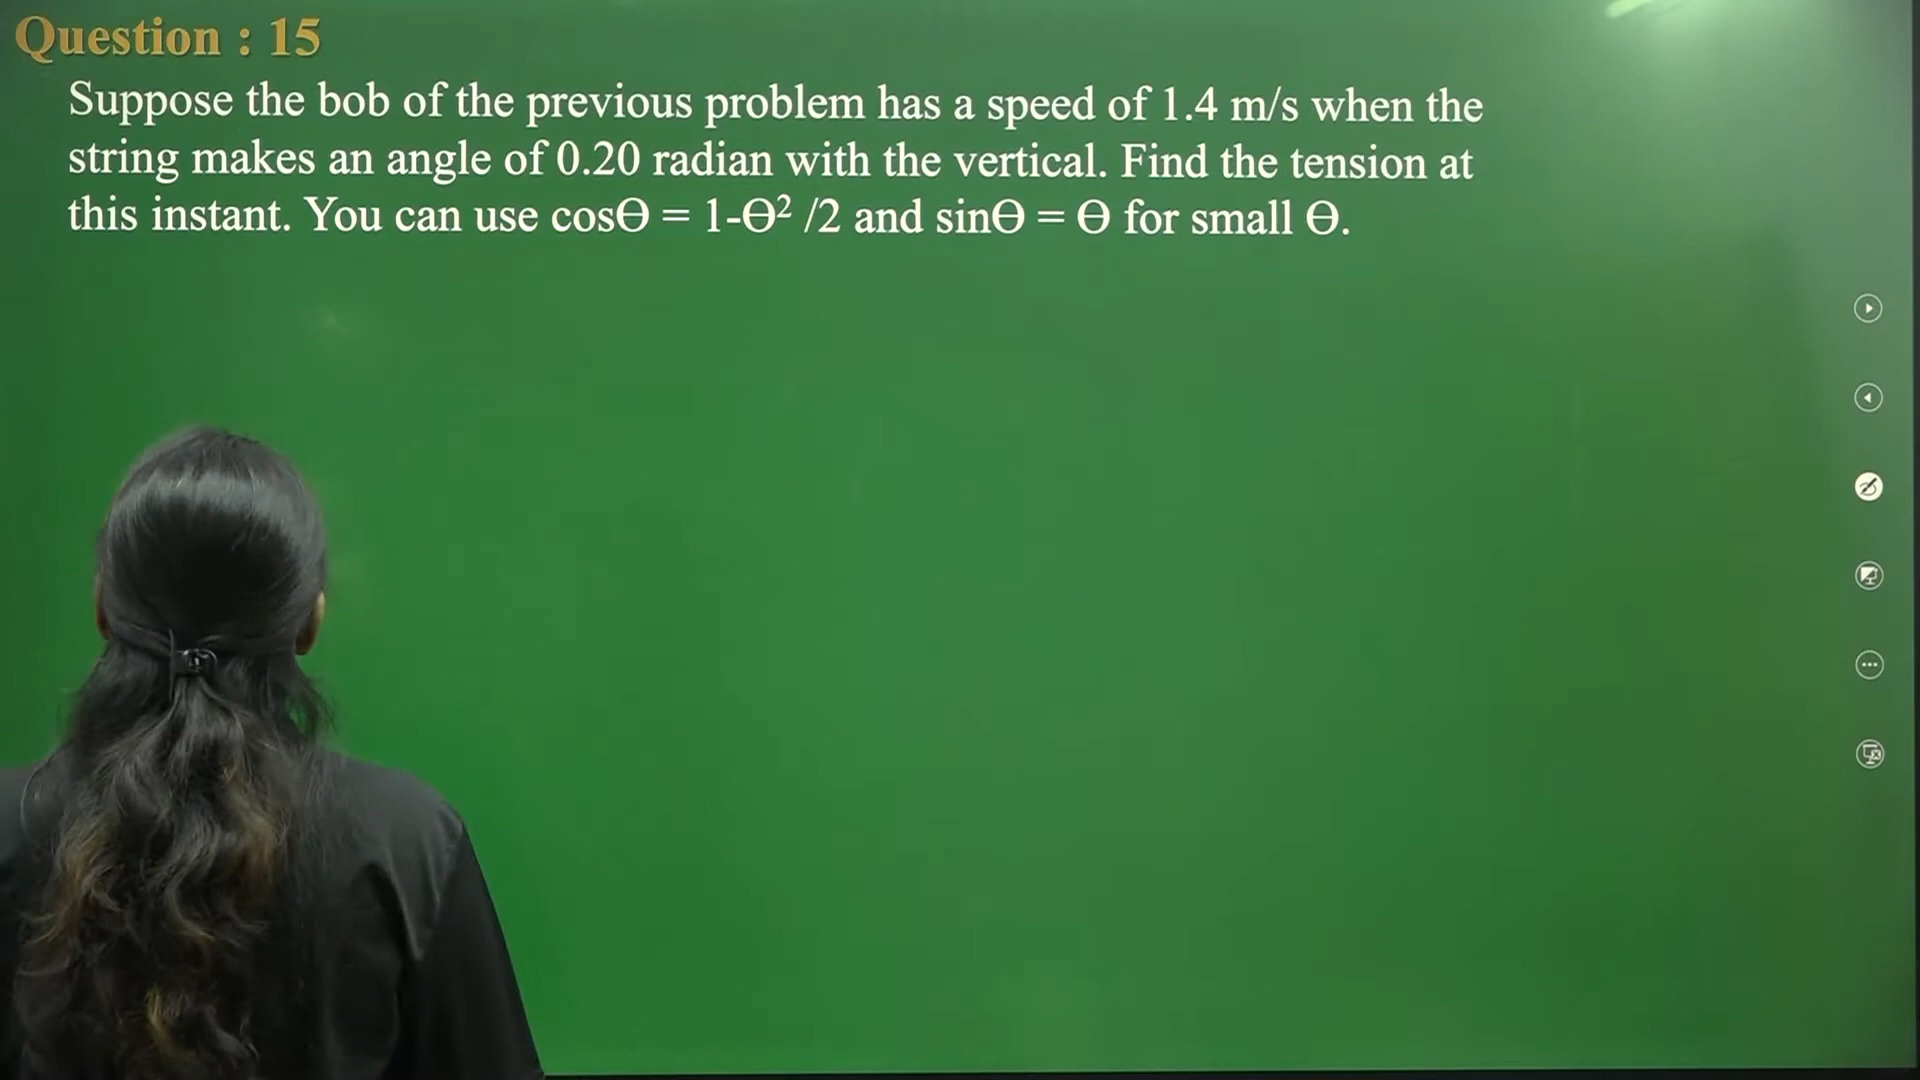 Question : 15
Suppose the bob of the previous problem has a speed of 1.4 m/s when the
string makes an angle of 0.20 radian with the vertical. Find the tension at
this instant. You can use cosϴ = 1-ϴ² /2 and sinϴ = ϴ for small ϴ.